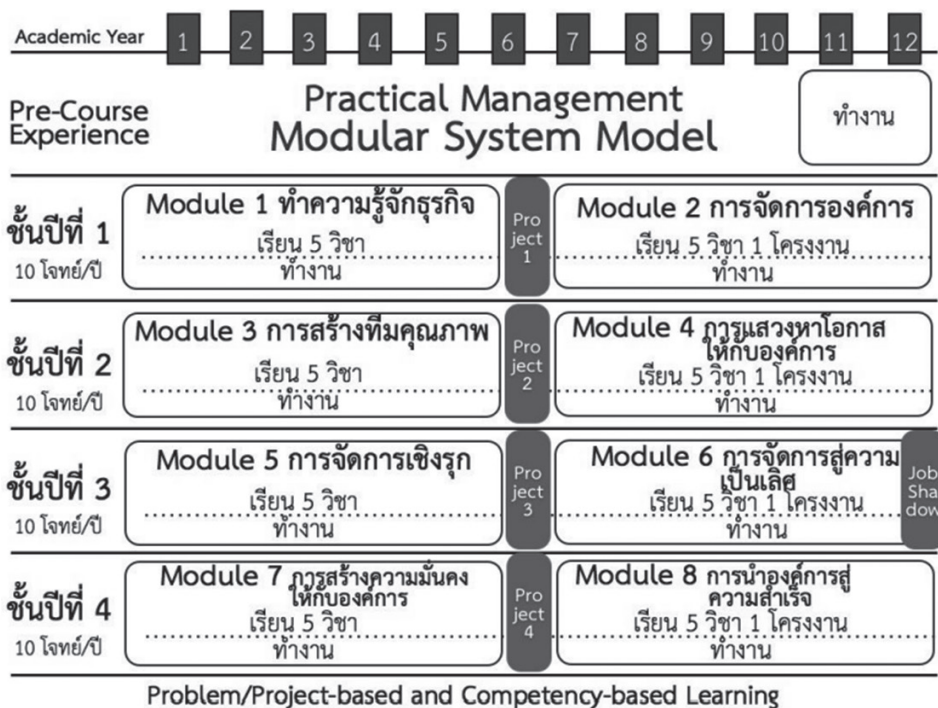 Academic Year 1 2 3 4 5 6 7 8 9 10 11 12
Pre-Course
Experience
Practical Management
Modular System Model
ทำงาน
ชั้นปีที่ 1
10 โจทย์/ปี
Module 1 ทำความรู้จักธุรกิจ
เรียน 5 วิชา
ทำงาน
Pro
ject
1
Module 2 การจัดการองค์การ
เรียน 5 วิชา 1 โครงงาน
ทำงาน
ชั้นปีที่ 2
10 โจทย์/ปี
Module 3 การสร้างทีมคุณภาพ
เรียน 5 วิชา
ทำงาน
Pro
ject
2
Module 4 การแสวงหาโอกาส
ให้กับองค์การ
เรียน 5 วิชา 1 โครงงาน
ทำงาน
ชั้นปีที่ 3
10 โจทย์/ปี
Module 5 การจัดการเชิงรุก
เรียน 5 วิชา
ทำงาน
Pro
ject
3
Module 6 การจัดการสู่ความ
เป็นเลิศ
เรียน 5 วิชา 1 โครงงาน
ทำงาน
Job
Sha
dow
ชั้นปีที่ 4
10 โจทย์/ปี
Module 7 การสร้างความมั่นคง
ให้กับองค์การ
เรียน 5 วิชา
ทำงาน
Pro
ject
4
Module 8 การนำองค์การสู่
ความสำเร็จ
เรียน 5 วิชา 1 โครงงาน
ทำงาน
Problem/Project-based and Competency-based Learning